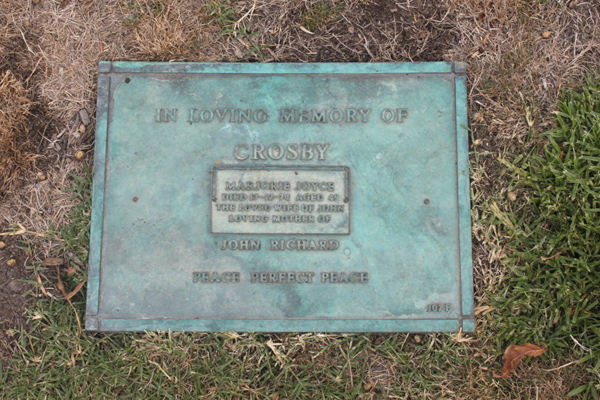 IN LOVING MEMORY OF
CROSBY
MARJORIE JOYCE
DIED AGED
THE LOVED WIFE OF JOHN
LOVING MOTHER OF
JOHN RICHARD
PEACE PERFECT PEACE